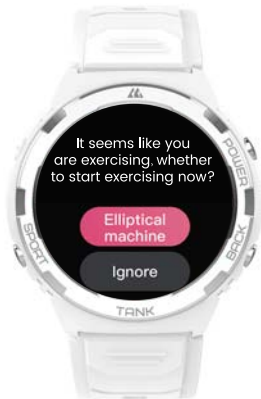 It seems like you
are exercising, whether
to start exercising now?
Elliptical
machine
Ignore
POWER
BACK
SPORT
TANK